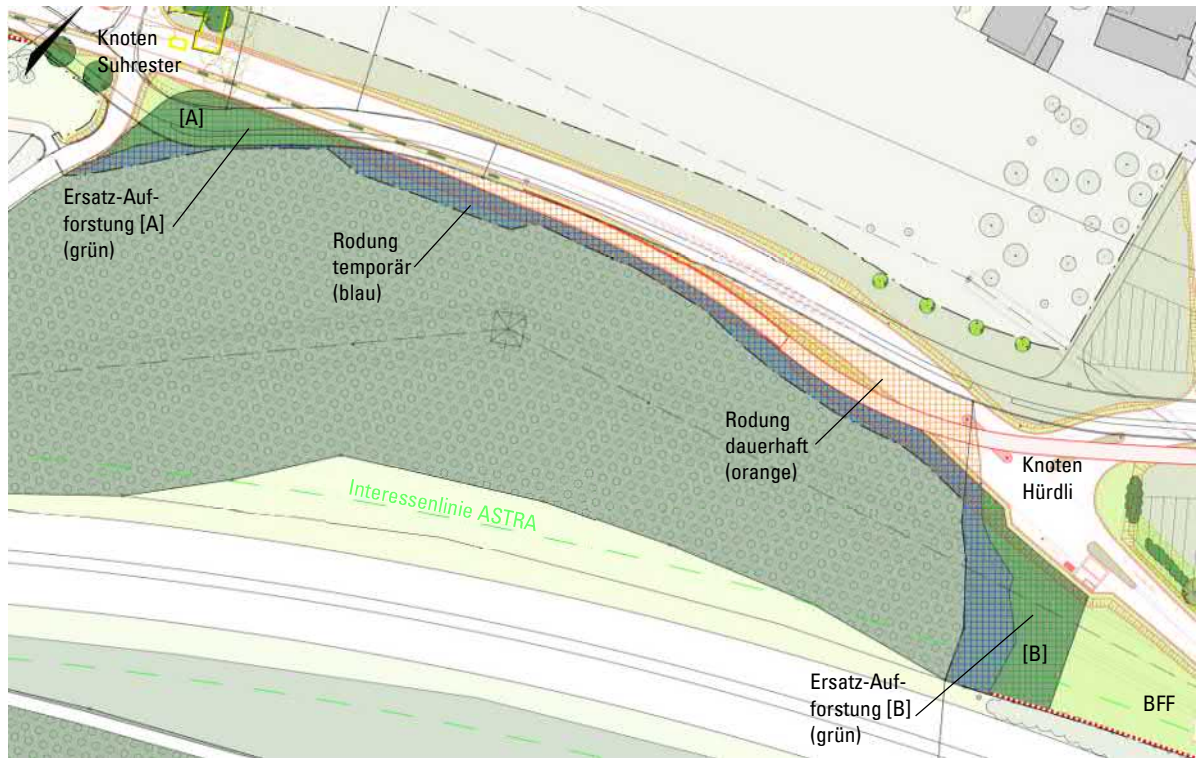 Knoten
Suhrester
[A]
Ersatz-Auf-
forstung [A]
(grün)
Rodung
temporär
(blau)
Rodung
dauerhaft
(orange)
Knoten
Hürdli
Interessenlinie ASTRA
[B]
Ersatz-Auf-
forstung [B]
(grün)
BFF